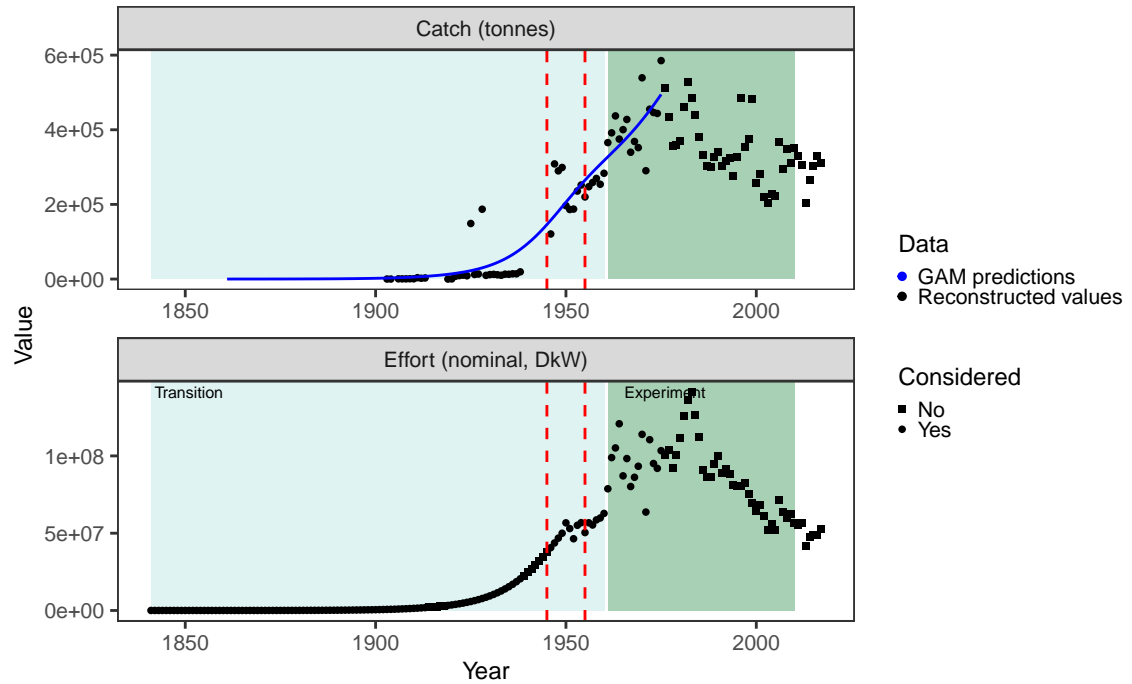 Catch (tonnes)
6e+05
4e+05
2e+05
0e+00
1850 1900 1950 2000
Value
Effort (nominal, DkW)
Transition Experiment
1e+08
5e+07
0e+00
1850 1900 1950 2000
Year
Data
GAM predictions
Reconstructed values
Considered
No
Yes